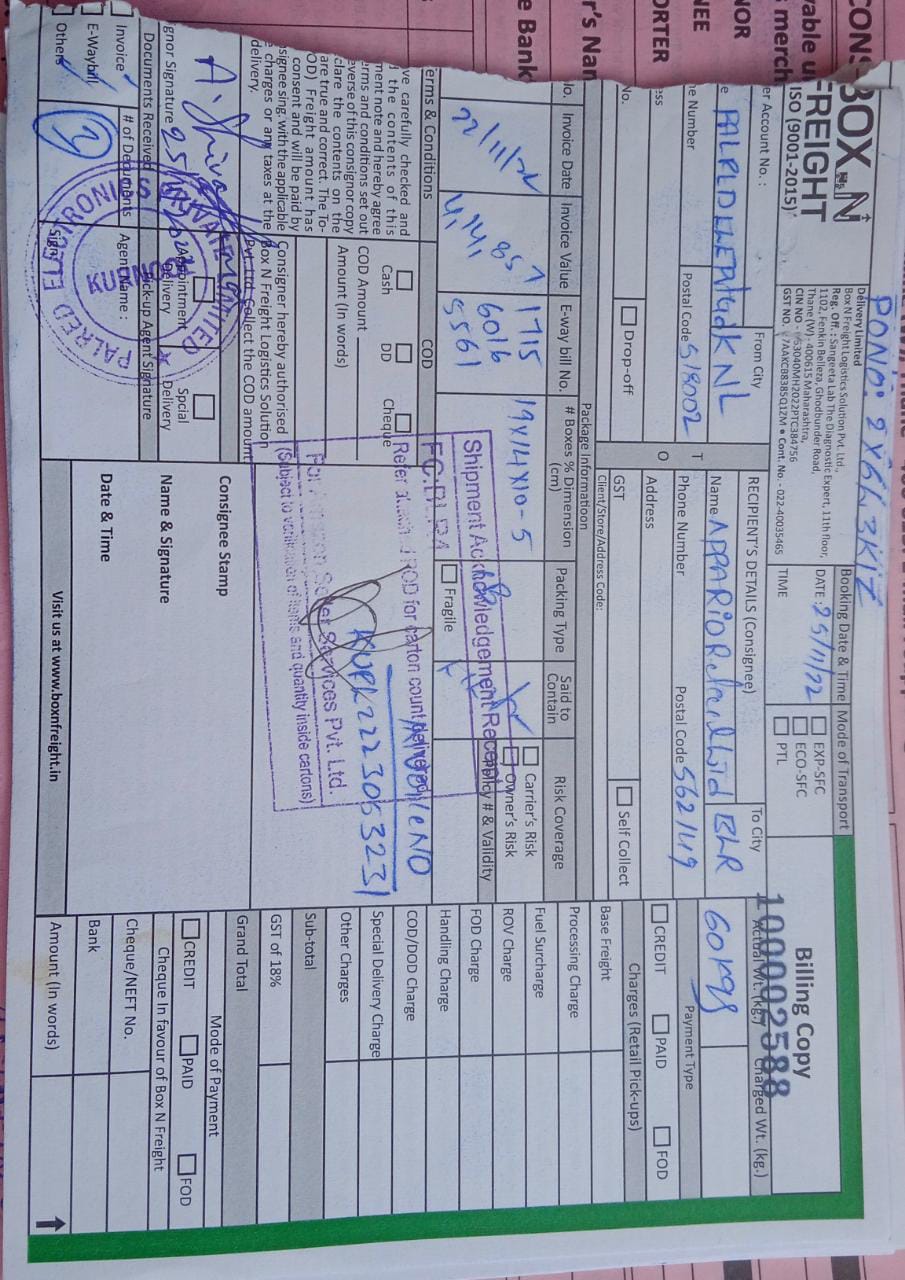 PONO: 2X6L3KIZ
CONS
BOX N
FREIGHT
ISO (9001-2015)
Delivery Limited
Box N Freight Logistics Solution Pvt. Ltd.,
Reg. Off. : Sangeeta Lab The Diagnostic Expert, 11th floor,
1102, Fenkin Belleza, Ghodbunder Road,
Thane (W) - 400615 Maharashtra,
CIN NO - 63040MH2022PTC384756
GST NO. 7AAKCB8385Q1ZM • Cont. No. - 022-40035465
Booking Date & Time
DATE : 25/11/22
TIME
Mode of Transport
EXP-SFC
ECO-SFC
PTL
Billing Copy
100002588
er Account No. :
From City
KNL
ne Number
Postal Code 518002
ess
No.
Drop-off
TO
RECIPIENT'S DETAILS (Consignee)
To City
Name APPARIO Retail Ltd
BLR
Phone Number
Postal Code 562149
Address
GST
Self Collect
Client/Store/Address Code:
Actual Wt. (kg.)
Charged Wt. (kg.)
60 kgs
Payment Type
CREDIT
PAID
FOD
Charges (Retail Pick-ups)
Base Freight
Processing Charge
Fuel Surcharge
ROV Charge
FOD Charge
Handling Charge
COD/DOD Charge
Special Delivery Charge
Other Charges
Sub-total
GST of 18%
Grand Total
Mode of Payment
CREDIT
PAID
FOD
Cheque In favour of Box N Freight
Cheque/NEFT No.
Bank
Amount (In words)
Package Informatioon
No.
Invoice Date
Invoice Value
E-way bill No.
# Boxes % Dimension (cm)
Packing Type
Said to Contain
Risk Coverage
22/11/22
4,14,857
1715
6016
5561
19X14X10-5
Fragile
Carrier's Risk
Owner's Risk
Policy # & Validity
Shipment Acknowledgement Receipt
FC:BLR4
Refer attached ROD for carton count delivered
For Amazon Seller Services Pvt. Ltd.
(Subject to verification of items and quantity inside cartons)
Invoice NO
KURK2223053231
erms & Conditions
ve carefully checked and
the contents of this
ment note and hereby agree
erms and conditions set out
everse of this consignor copy
clare the contents on the
are true and correct. The To-
OD) Freight amount has
consent and will be paid by
signee sing. with the applicable
charges or any taxes at the
delivery.
COD
Cash
DD
Cheque
COD Amount
Amount (In words)
Consigner hereby authorised
Box N Freight Logistics Solution
Pvt. Ltd. Collect the COD amount
A. Shiva
gnor Signature 25/11/2022
Appointment Delivery
Spcial Delivery
PALRED ELECTRONICS PRIVATE LIMITED
KURNOOL
Documents Received
Pick-up Agent Signature
Invoice
E-Waybill
Others
# of Decuments
3
Agent Name :
Sign:
Consignee Stamp
Name & Signature
Date & Time
Visit us at www.boxnfreight.in
yable u
s merch
NOR
NEE
ORTER
r's Nam
e Bank